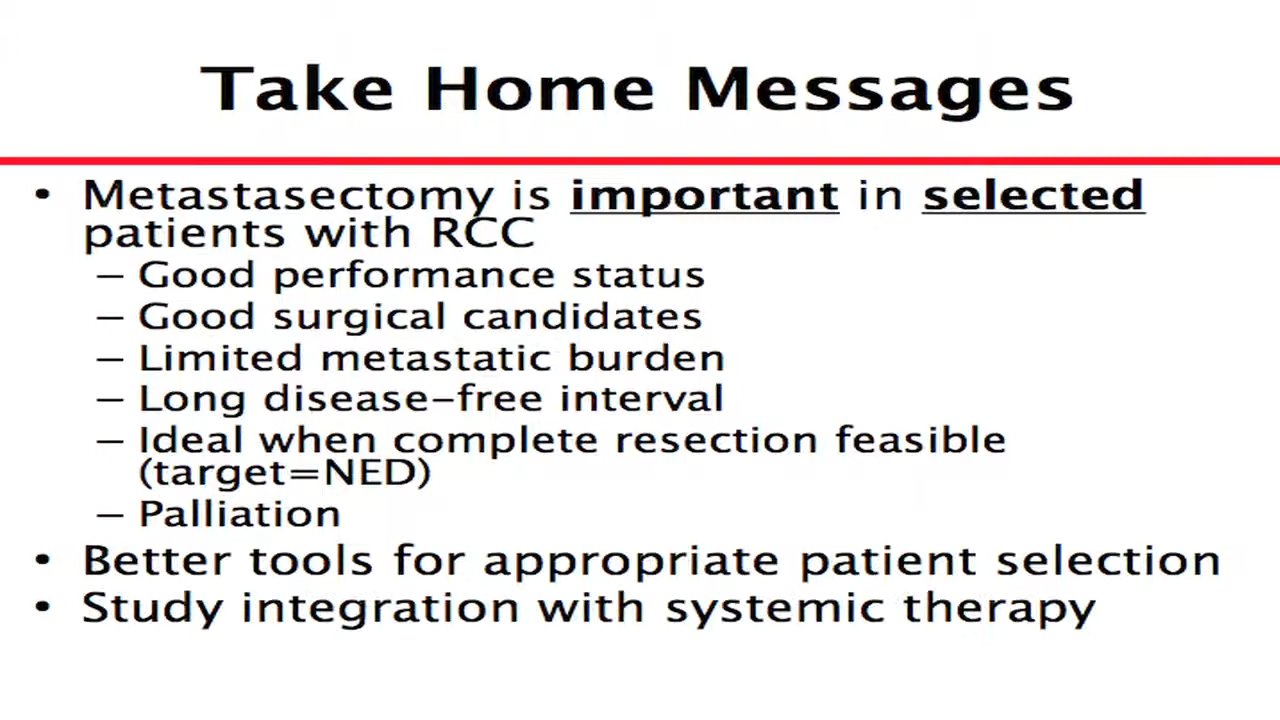 Take Home Messages
• Metastasectomy is important in selected
patients with RCC
– Good performance status
– Good surgical candidates
– Limited metastatic burden
– Long disease-free interval
– Ideal when complete resection feasible
(target=NED)
– Palliation
• Better tools for appropriate patient selection
• Study integration with systemic therapy